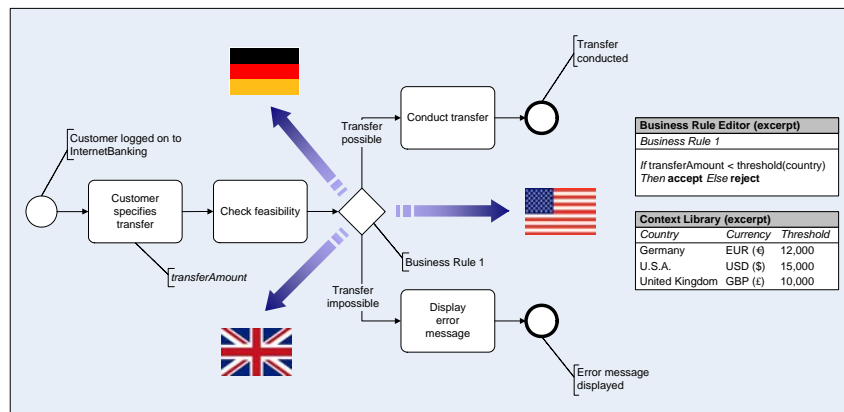 Customer logged on to
InternetBanking
Customer
specifies
transfer
transferAmount
Check feasibility
Transfer
possible
Transfer
impossible
Business Rule 1
Conduct transfer
Transfer
conducted
Display
error
message
Error message
displayed
Business Rule Editor (excerpt)
Business Rule 1
If transferAmount < threshold(country)
Then accept Else reject
Context Library (excerpt)
Country Currency Threshold
Germany EUR (€) 12,000
U.S.A. USD ($) 15,000
United Kingdom GBP (£) 10,000